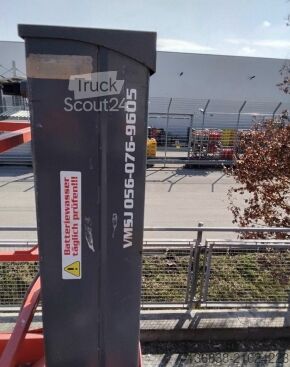 Truck
Scout24
VMSJ 056-076-9605
Batteriewasser
täglich prüfen!!!